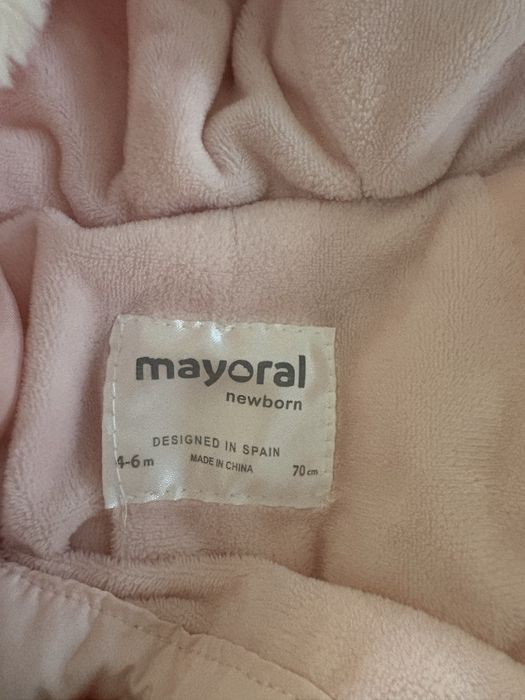 mayoral
newborn
DESIGNED IN SPAIN
4-6 m MADE IN CHINA 70 cm